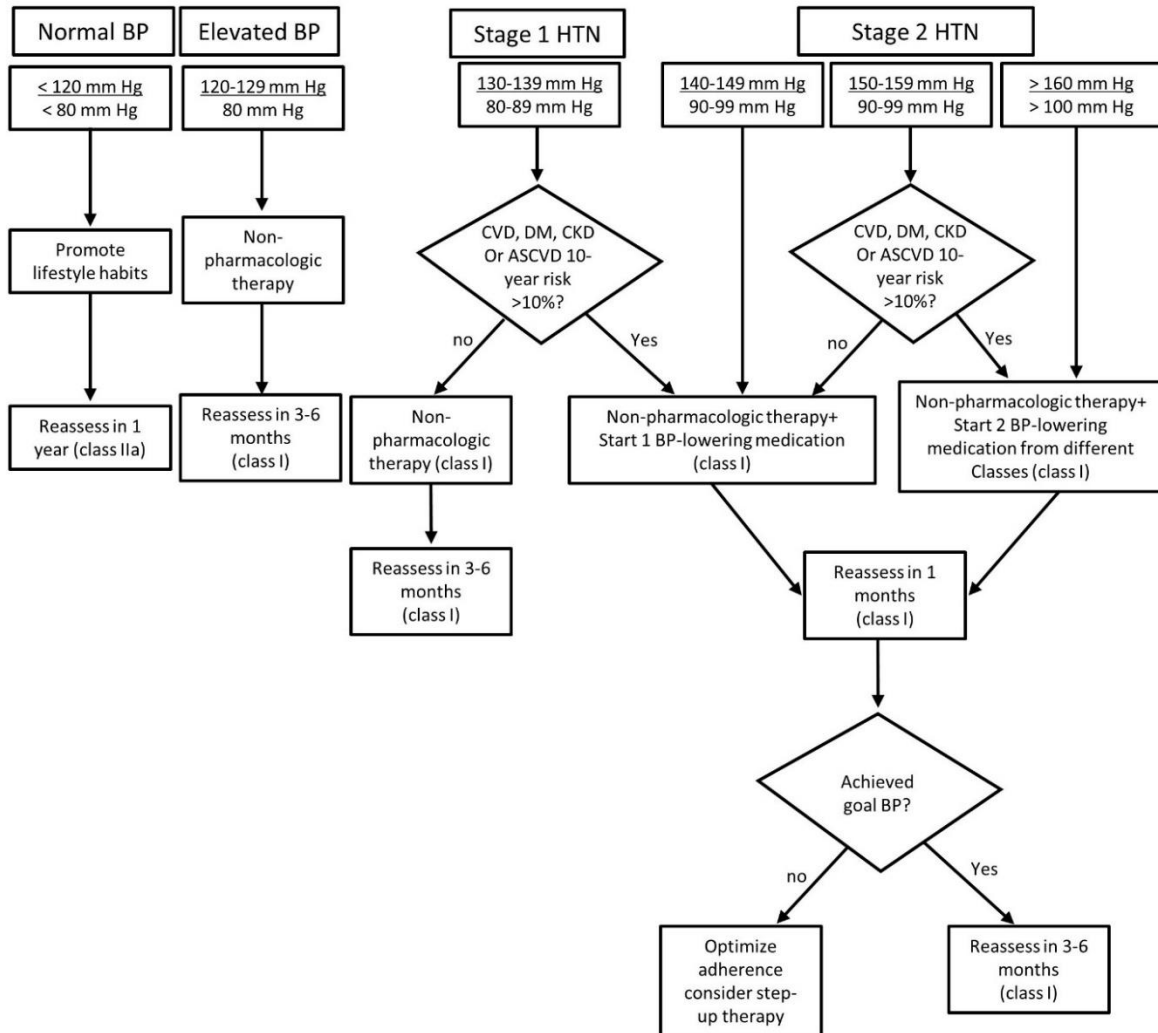 Normal BP
Elevated BP
Stage 1 HTN
Stage 2 HTN
< 120 mm Hg
< 80 mm Hg
120-129 mm Hg
80 mm Hg
130-139 mm Hg
80-89 mm Hg
140-149 mm Hg
90-99 mm Hg
150-159 mm Hg
90-99 mm Hg
> 160 mm Hg
> 100 mm Hg
Promote
lifestyle habits
Non-
pharmacologic
therapy
CVD, DM, CKD
Or ASCVD 10-
year risk
>10%?
CVD, DM, CKD
Or ASCVD 10-
year risk
>10%?
no
Yes
no
Yes
Reassess in 1
year (class IIa)
Reassess in 3-6
months
(class I)
Non-
pharmacologic
therapy (class I)
Non-pharmacologic therapy+
Start 1 BP-lowering medication
(class I)
Non-pharmacologic therapy+
Start 2 BP-lowering
medication from different
Classes (class I)
Reassess in 3-6
months
(class I)
Reassess in 1
months
(class I)
Achieved
goal BP?
no
Yes
Optimize
adherence
consider step-
up therapy
Reassess in 3-6
months
(class I)